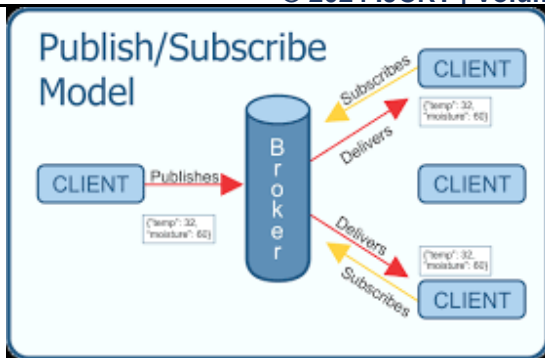 Publish/Subscribe
Model
CLIENT
Publishes
{"temp": 32,
"moisture": 60}
Broker
Subscribes
Delivers
CLIENT
{"temp": 32,
"moisture": 60}
CLIENT
Delivers
Subscribes
{"temp": 32,
"moisture": 60}
CLIENT